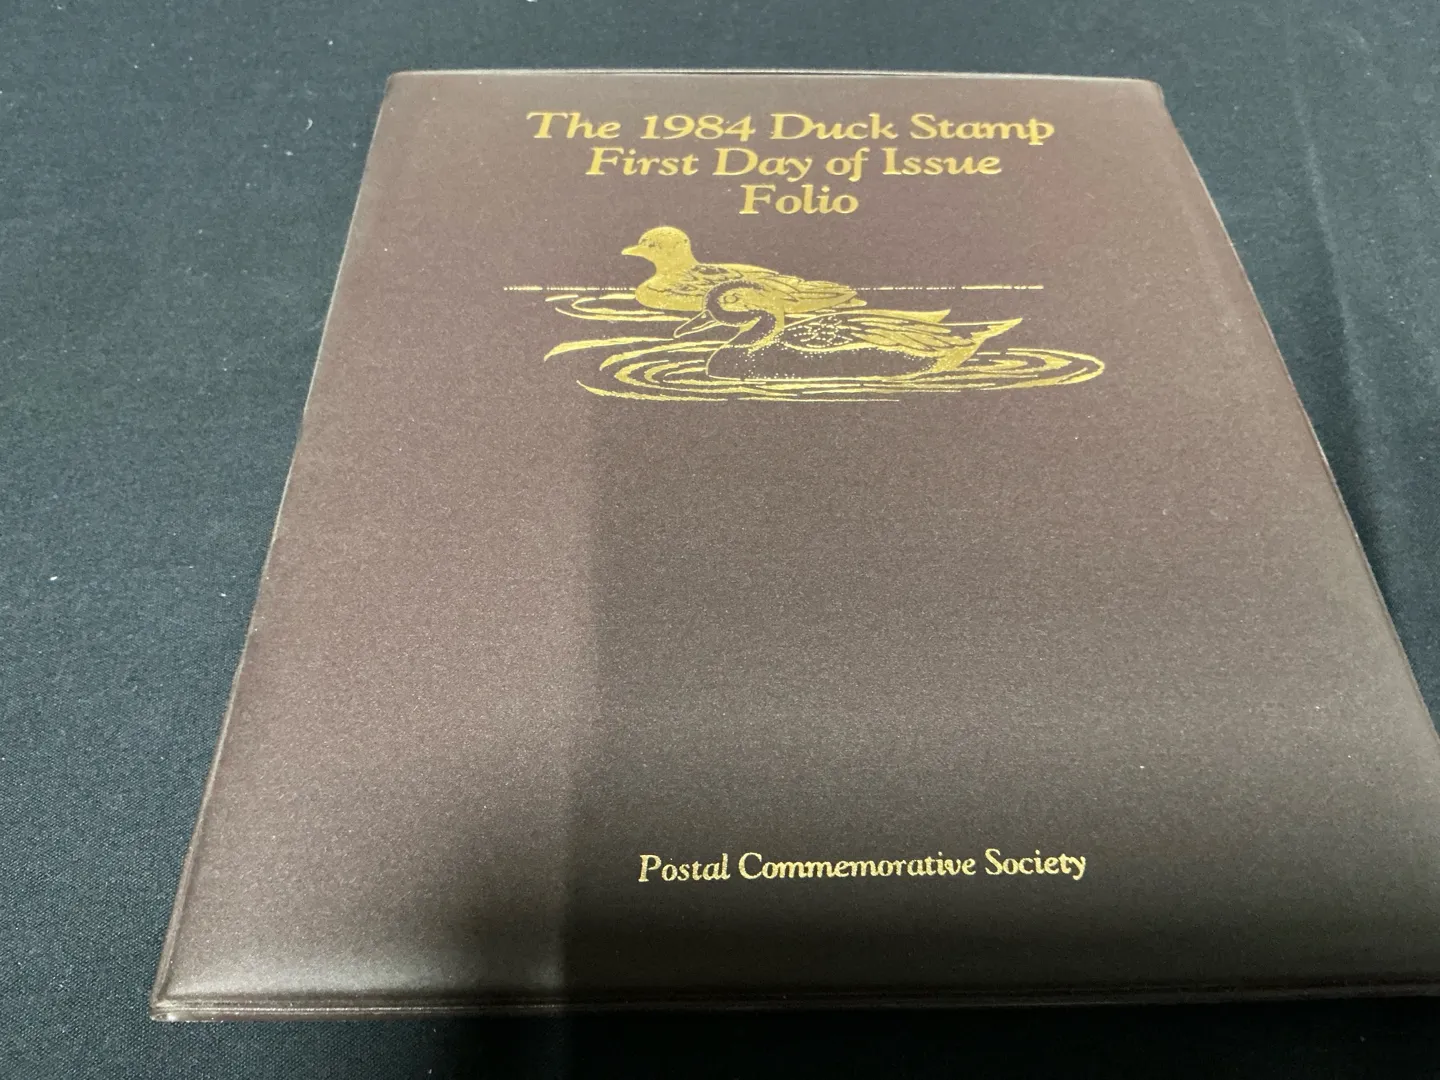 The 1984 Duck Stamp
First Day of Issue
Folio
Postal Commemorative Society